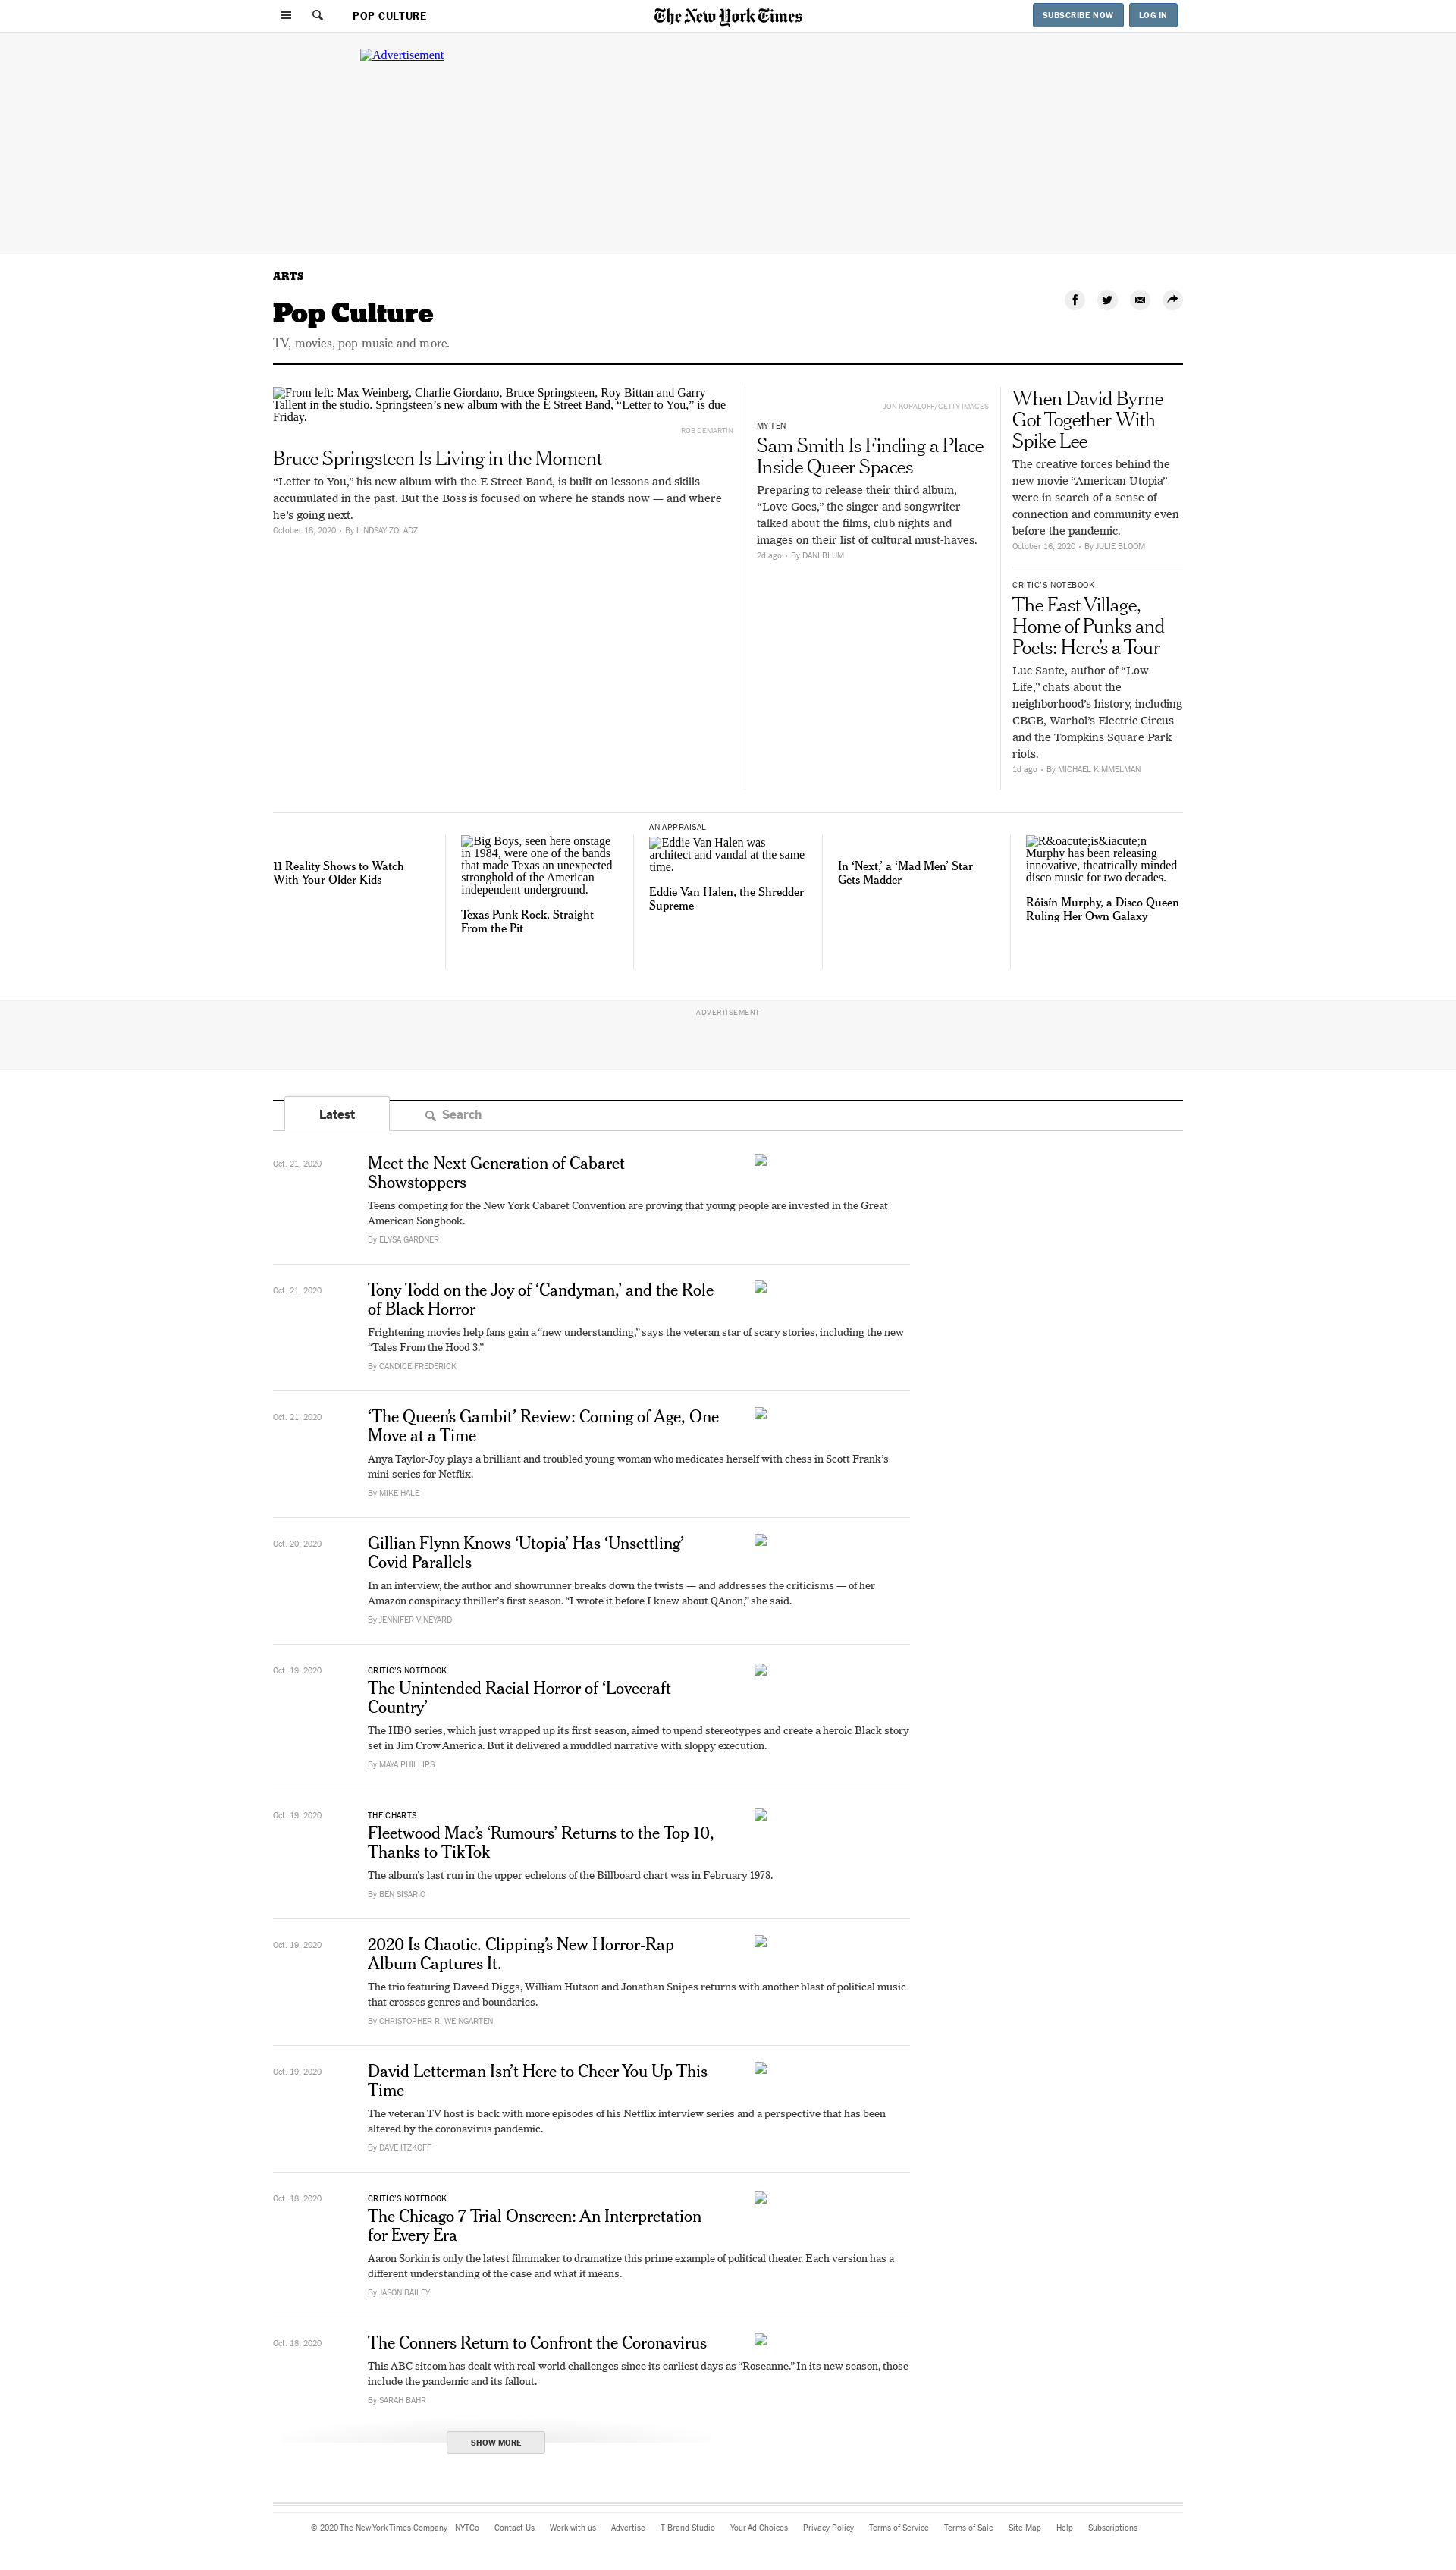 POP CULTURE
The New York Times
SUBSCRIBE NOW
LOG IN
Advertisement
ARTS
Pop Culture
TV, movies, pop music and more.
From left: Max Weinberg, Charlie Giordano, Bruce Springsteen, Roy Bittan and Garry
Tallent in the studio. Springsteen’s new album with the E Street Band, “Letter to You,” is due
Friday.
ROB DEMARTIN
Bruce Springsteen Is Living in the Moment
“Letter to You,” his new album with the E Street Band, is built on lessons and skills
accumulated in the past. But the Boss is focused on where he stands now — and where
he’s going next.
October 18, 2020 • By LINDSAY ZOLADZ
JON KOPALOFF/GETTY IMAGES
MY TEN
Sam Smith Is Finding a Place
Inside Queer Spaces
Preparing to release their third album,
“Love Goes,” the singer and songwriter
talked about the films, club nights and
images on their list of cultural must-haves.
2d ago • By DANI BLUM
When David Byrne
Got Together With
Spike Lee
The creative forces behind the
new movie “American Utopia”
were in search of a sense of
connection and community even
before the pandemic.
October 16, 2020 • By JULIE BLOOM
CRITIC’S NOTEBOOK
The East Village,
Home of Punks and
Poets: Here’s a Tour
Luc Sante, author of “Low
Life,” chats about the
neighborhood’s history, including
CBGB, Warhol’s Electric Circus
and the Tompkins Square Park
riots.
1d ago • By MICHAEL KIMMELMAN
11 Reality Shows to Watch
With Your Older Kids
Big Boys, seen here onstage
in 1984, were one of the bands
that made Texas an unexpected
stronghold of the American
independent underground.
Texas Punk Rock, Straight
From the Pit
AN APPRAISAL
Eddie Van Halen was
architect and vandal at the same
time.
Eddie Van Halen, the Shredder
Supreme
In ‘Next,’ a ‘Mad Men’ Star
Gets Madder
R&oacute;is&iacute;n
Murphy has been releasing
innovative, theatrically minded
disco music for two decades.
Róisín Murphy, a Disco Queen
Ruling Her Own Galaxy
ADVERTISEMENT
Latest
Search
Oct. 21, 2020
Meet the Next Generation of Cabaret
Showstoppers
Teens competing for the New York Cabaret Convention are proving that young people are invested in the Great
American Songbook.
By ELYSA GARDNER
Oct. 21, 2020
Tony Todd on the Joy of ‘Candyman,’ and the Role
of Black Horror
Frightening movies help fans gain a “new understanding,” says the veteran star of scary stories, including the new
“Tales From the Hood 3.”
By CANDICE FREDERICK
Oct. 21, 2020
‘The Queen’s Gambit’ Review: Coming of Age, One
Move at a Time
Anya Taylor-Joy plays a brilliant and troubled young woman who medicates herself with chess in Scott Frank’s
mini-series for Netflix.
By MIKE HALE
Oct. 20, 2020
Gillian Flynn Knows ‘Utopia’ Has ‘Unsettling’
Covid Parallels
In an interview, the author and showrunner breaks down the twists — and addresses the criticisms — of her
Amazon conspiracy thriller’s first season. “I wrote it before I knew about QAnon,” she said.
By JENNIFER VINEYARD
Oct. 19, 2020
CRITIC’S NOTEBOOK
The Unintended Racial Horror of ‘Lovecraft
Country’
The HBO series, which just wrapped up its first season, aimed to upend stereotypes and create a heroic Black story
set in Jim Crow America. But it delivered a muddled narrative with sloppy execution.
By MAYA PHILLIPS
Oct. 19, 2020
THE CHARTS
Fleetwood Mac’s ‘Rumours’ Returns to the Top 10,
Thanks to TikTok
The album’s last run in the upper echelons of the Billboard chart was in February 1978.
By BEN SISARIO
Oct. 19, 2020
2020 Is Chaotic. Clipping’s New Horror-Rap
Album Captures It.
The trio featuring Daveed Diggs, William Hutson and Jonathan Snipes returns with another blast of political music
that crosses genres and boundaries.
By CHRISTOPHER R. WEINGARTEN
Oct. 19, 2020
David Letterman Isn’t Here to Cheer You Up This
Time
The veteran TV host is back with more episodes of his Netflix interview series and a perspective that has been
altered by the coronavirus pandemic.
By DAVE ITZKOFF
Oct. 18, 2020
CRITIC’S NOTEBOOK
The Chicago 7 Trial Onscreen: An Interpretation
for Every Era
Aaron Sorkin is only the latest filmmaker to dramatize this prime example of political theater. Each version has a
different understanding of the case and what it means.
By JASON BAILEY
Oct. 18, 2020
The Conners Return to Confront the Coronavirus
This ABC sitcom has dealt with real-world challenges since its earliest days as “Roseanne.” In its new season, those
include the pandemic and its fallout.
By SARAH BAHR
SHOW MORE
© 2020 The New York Times Company NYTCo Contact Us Work with us Advertise T Brand Studio Your Ad Choices Privacy Policy Terms of Service Terms of Sale Site Map Help Subscriptions